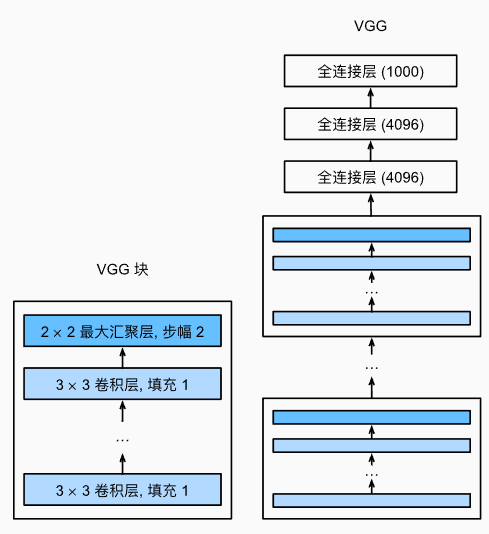 VGG
全连接层 (1000)
全连接层 (4096)
全连接层 (4096)
...
...
...
VGG 块
2 × 2 最大汇聚层, 步幅 2
3 × 3 卷积层, 填充 1
...
3 × 3 卷积层, 填充 1